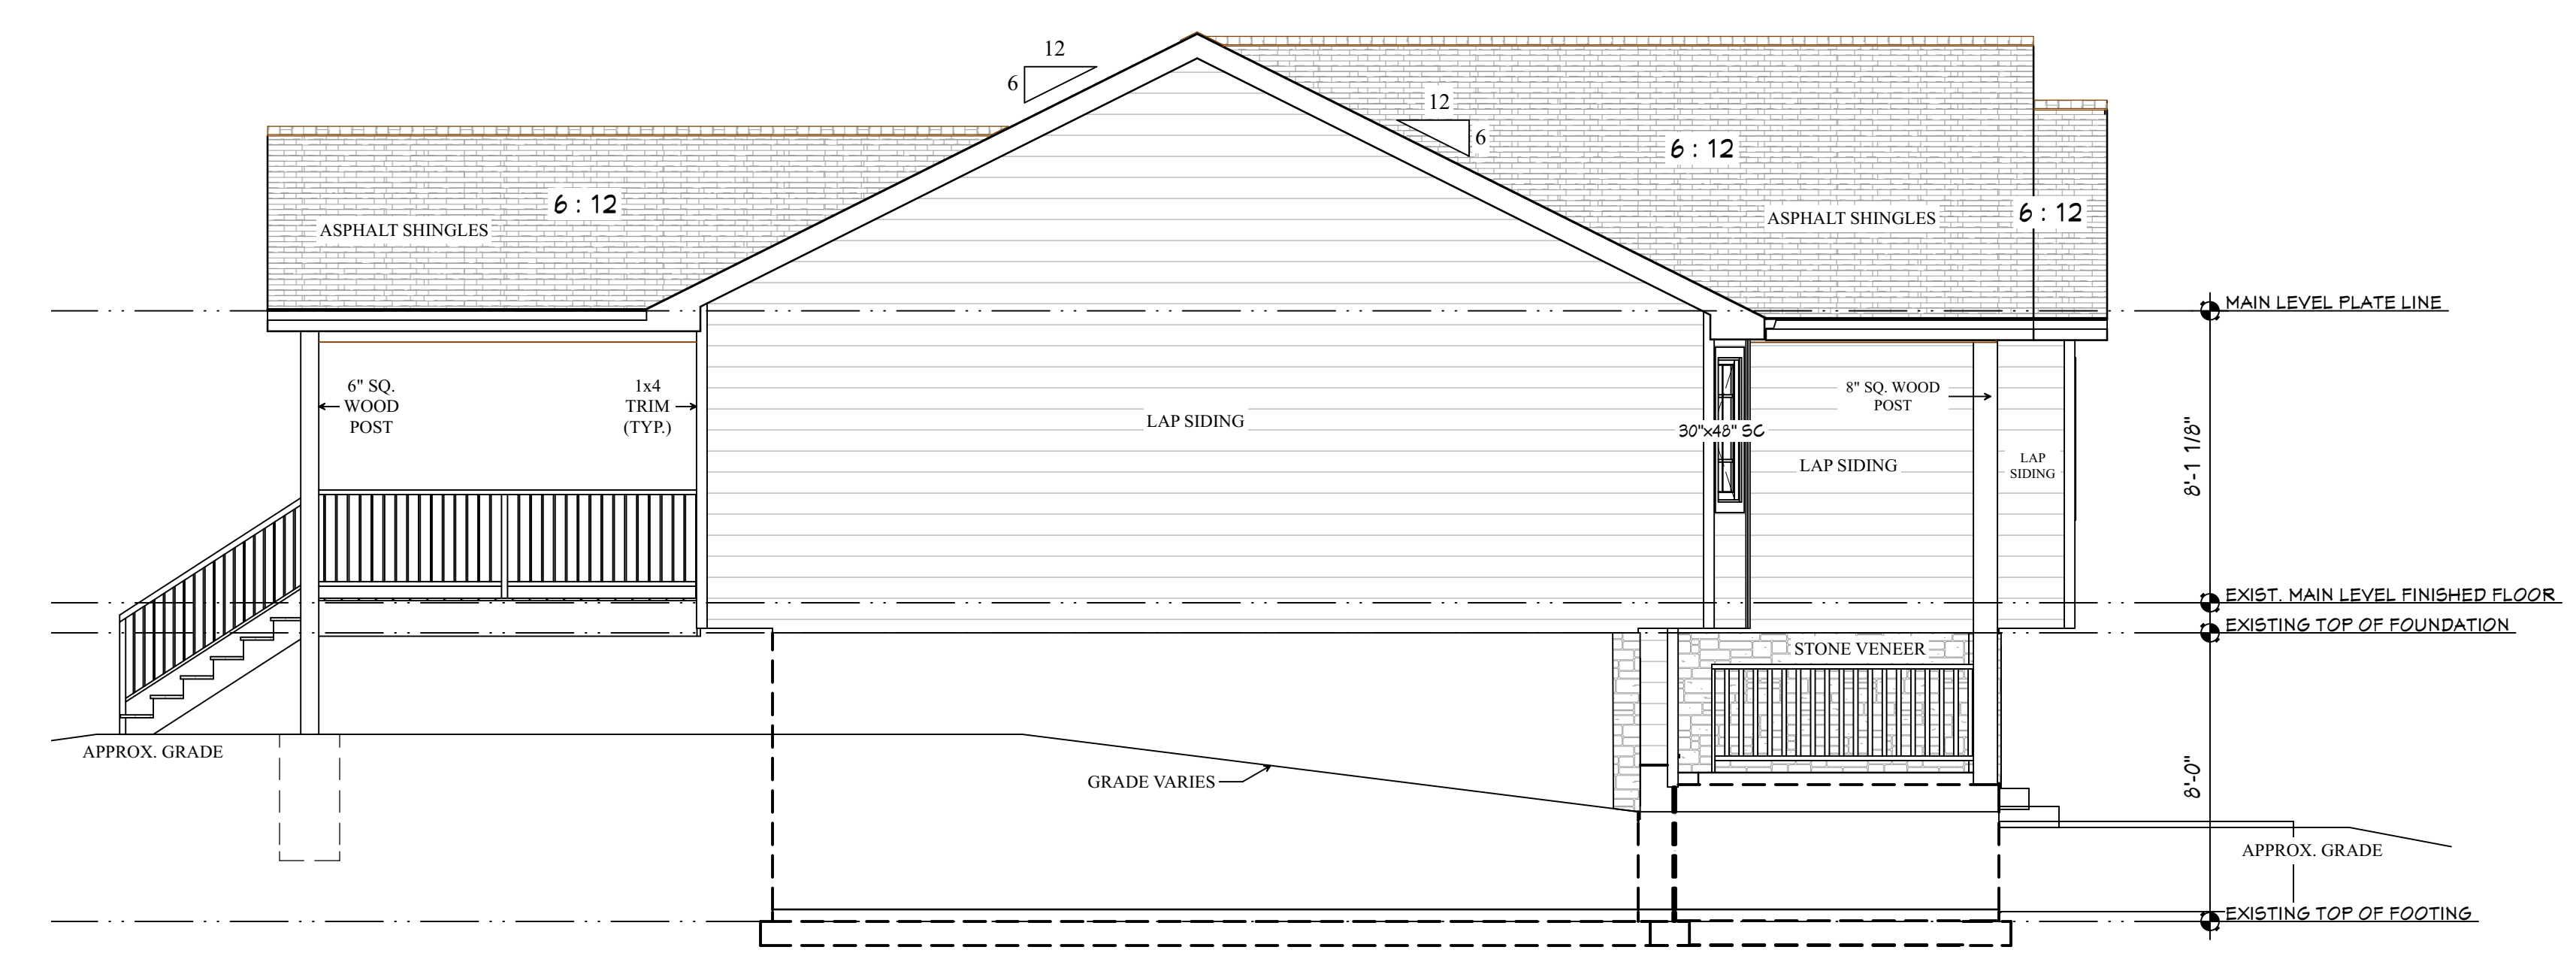 12
6
12
6
6 : 12
6 : 12
6 : 12
ASPHALT SHINGLES
ASPHALT SHINGLES
MAIN LEVEL PLATE LINE
6" SQ.
WOOD
POST
1x4
TRIM
(TYP.)
LAP SIDING
30"x48" SC
8" SQ. WOOD
POST
LAP SIDING
LAP
SIDING
8'-1 1/8"
EXIST. MAIN LEVEL FINISHED FLOOR
EXISTING TOP OF FOUNDATION
STONE VENEER
APPROX. GRADE
GRADE VARIES
8'-0"
APPROX. GRADE
EXISTING TOP OF FOOTING